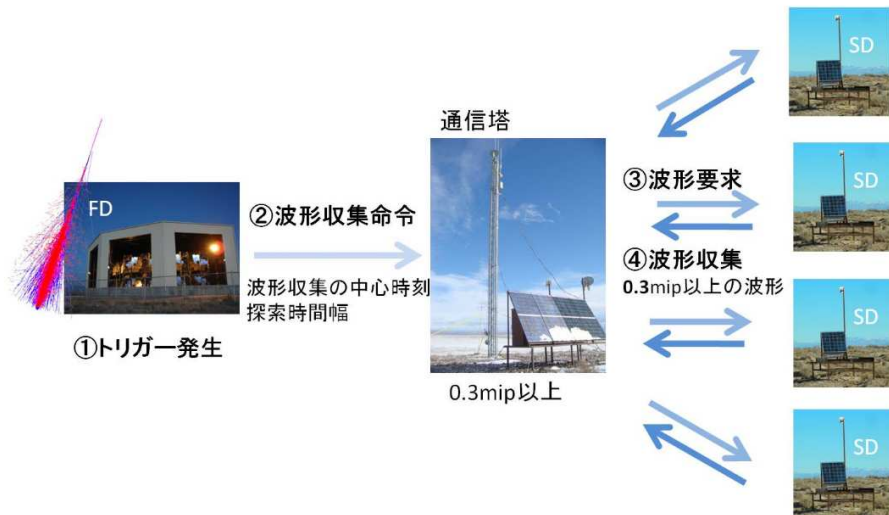 FD
①トリガー発生
②波形収集命令
波形収集の中心時刻
探索時間幅
通信塔
0.3mip以上
③波形要求
④波形収集
0.3mip以上の波形
SD
SD
SD
SD